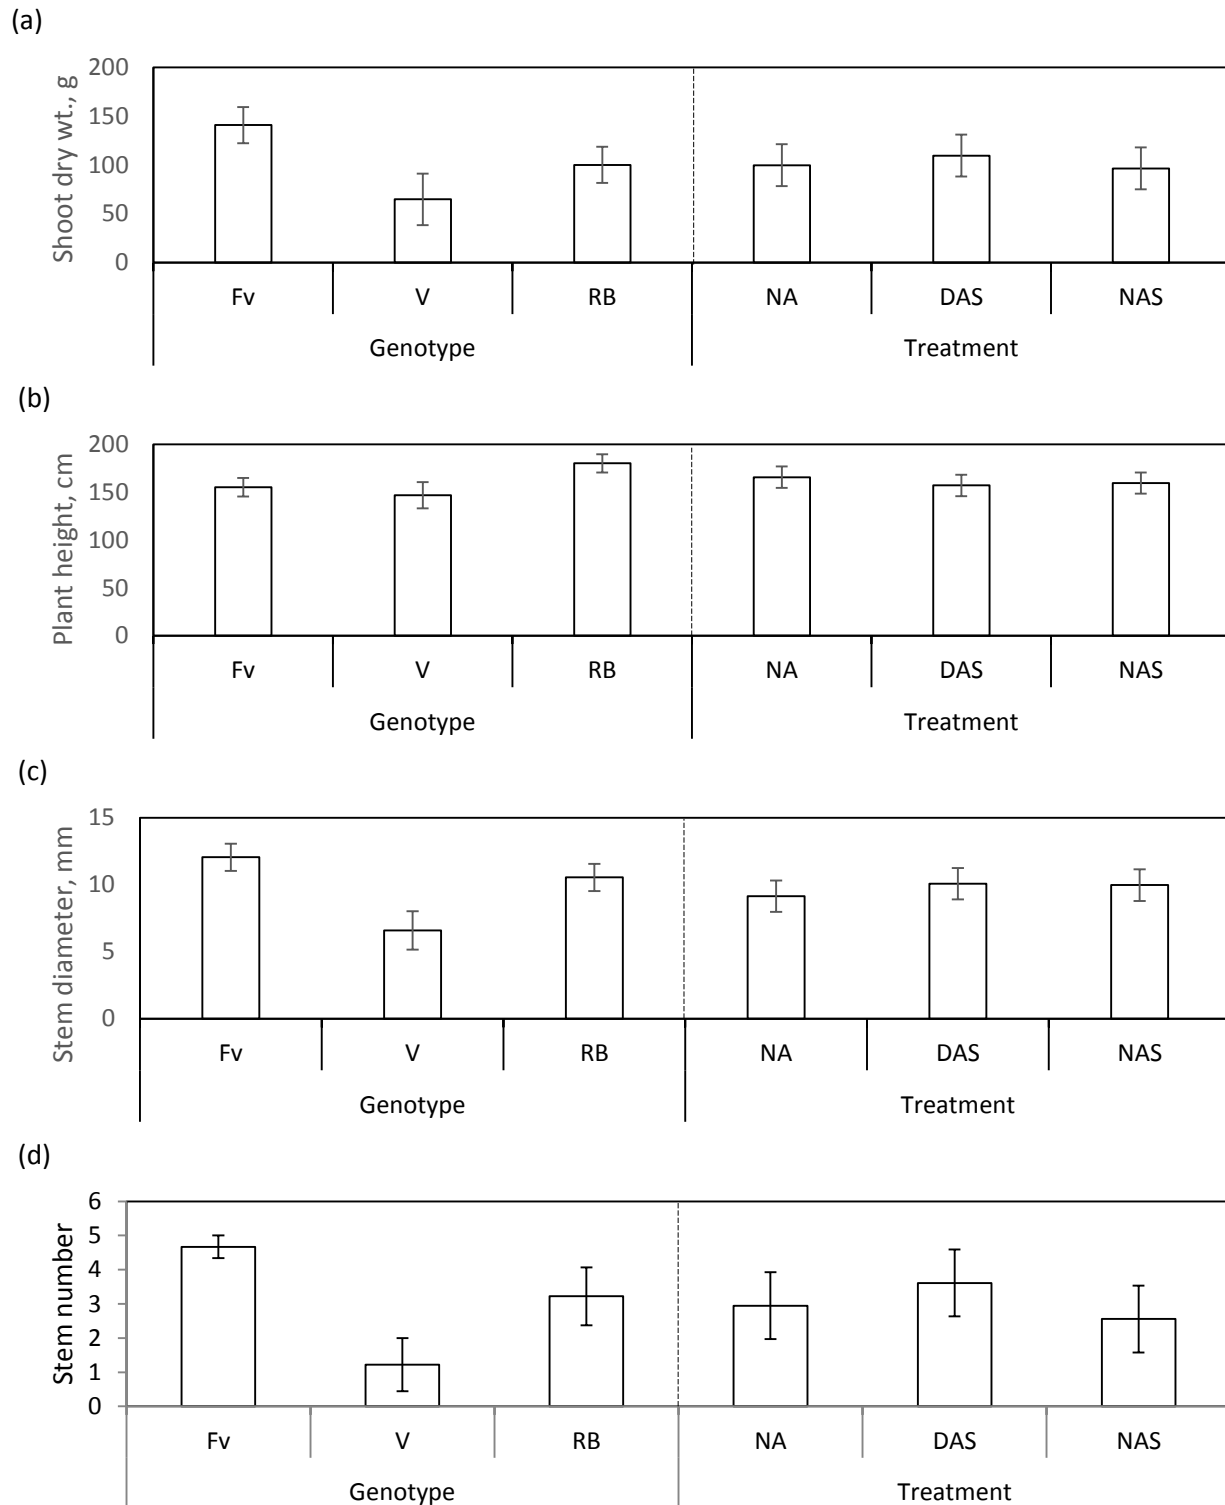 (a)
Shoot dry wt., g
200
150
100
50
0
Fv V RB NA DAS NAS
Genotype Treatment
(b)
Plant height, cm
200
150
100
50
0
Fv V RB NA DAS NAS
Genotype Treatment
(c)
Stem diameter, mm
15
10
5
0
Fv V RB NA DAS NAS
Genotype Treatment
(d)
Stem number
6
5
4
3
2
1
0
Fv V RB NA DAS NAS
Genotype Treatment